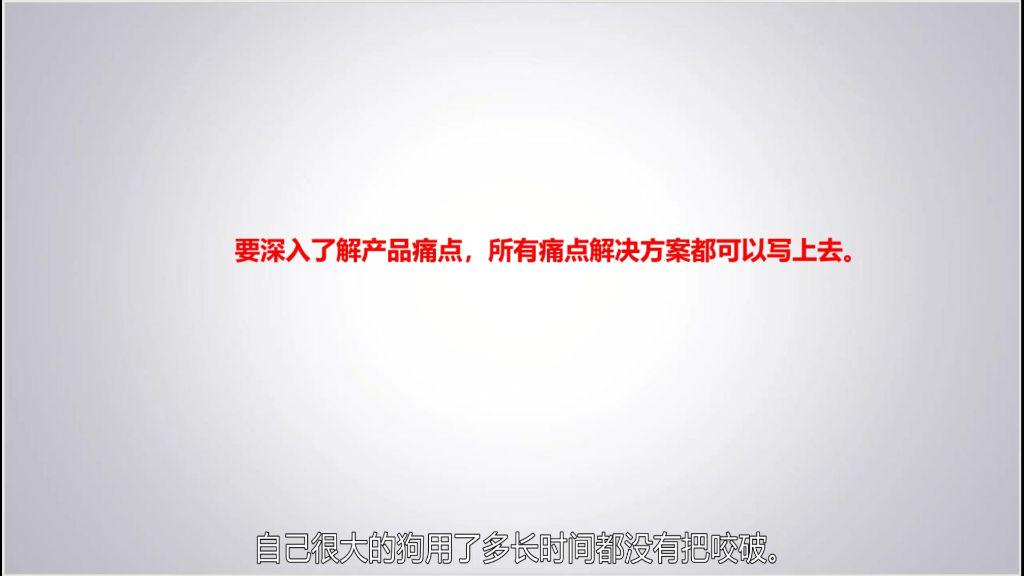 要深入了解产品痛点，所有痛点解决方案都可以写上去。
自己很大的狗用了多长时间都没有把咬破。